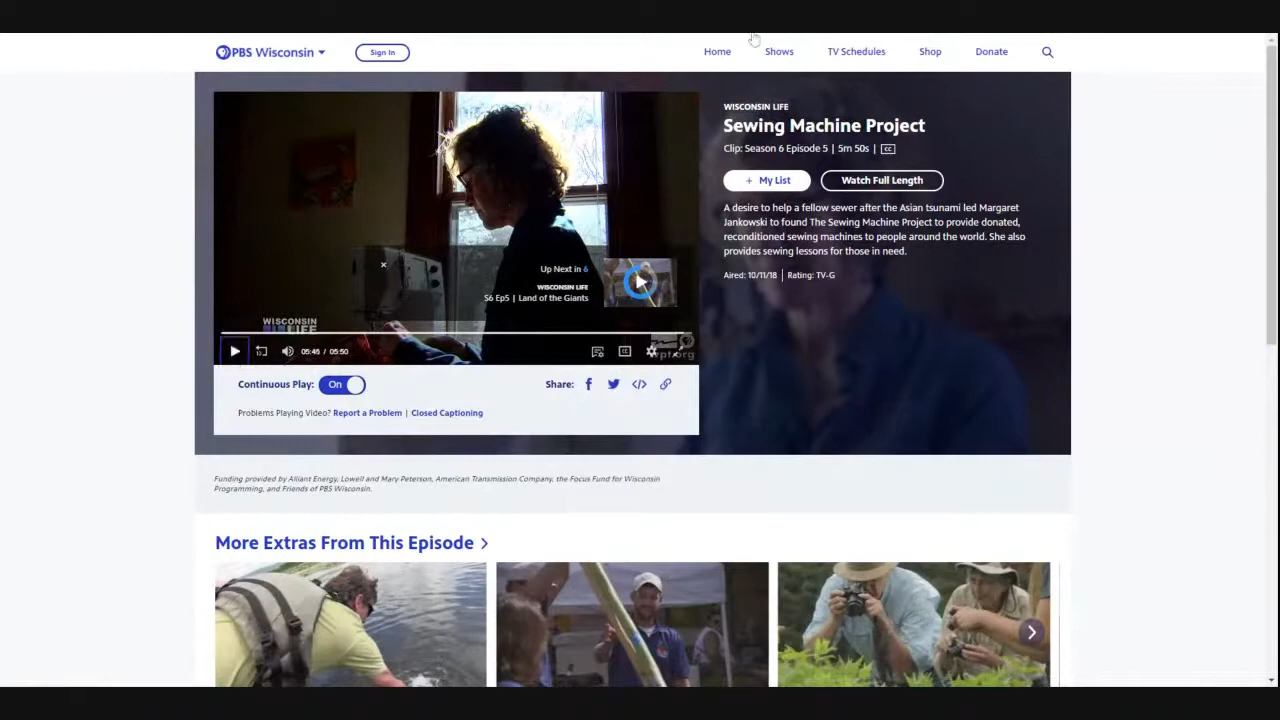 PBS Wisconsin
Sign In
Home
Shows
TV Schedules
Shop
Donate
WISCONSIN LIFE
Sewing Machine Project
Clip: Season 6 Episode 5 | 5m 50s | CC
+ My List
Watch Full Length
A desire to help a fellow sewer after the Asian tsunami led Margaret
Jankowski to found The Sewing Machine Project to provide donated,
reconditioned sewing machines to people around the world. She also
provides sewing lessons for those in need.
Aired: 10/11/18 | Rating: TV-G
Up Next in 6
WISCONSIN LIFE
S6 Ep5 | Land of the Giants
WISCONSIN
LIFE
05:46 / 05:50
CC
Continuous Play: On
Share:
Problems Playing Video? Report a Problem | Closed Captioning
Funding provided by Alliant Energy, Lowell and Mary Peterson, American Transmission Company, the Focus Fund for Wisconsin
Programming, and Friends of PBS Wisconsin.
More Extras From This Episode